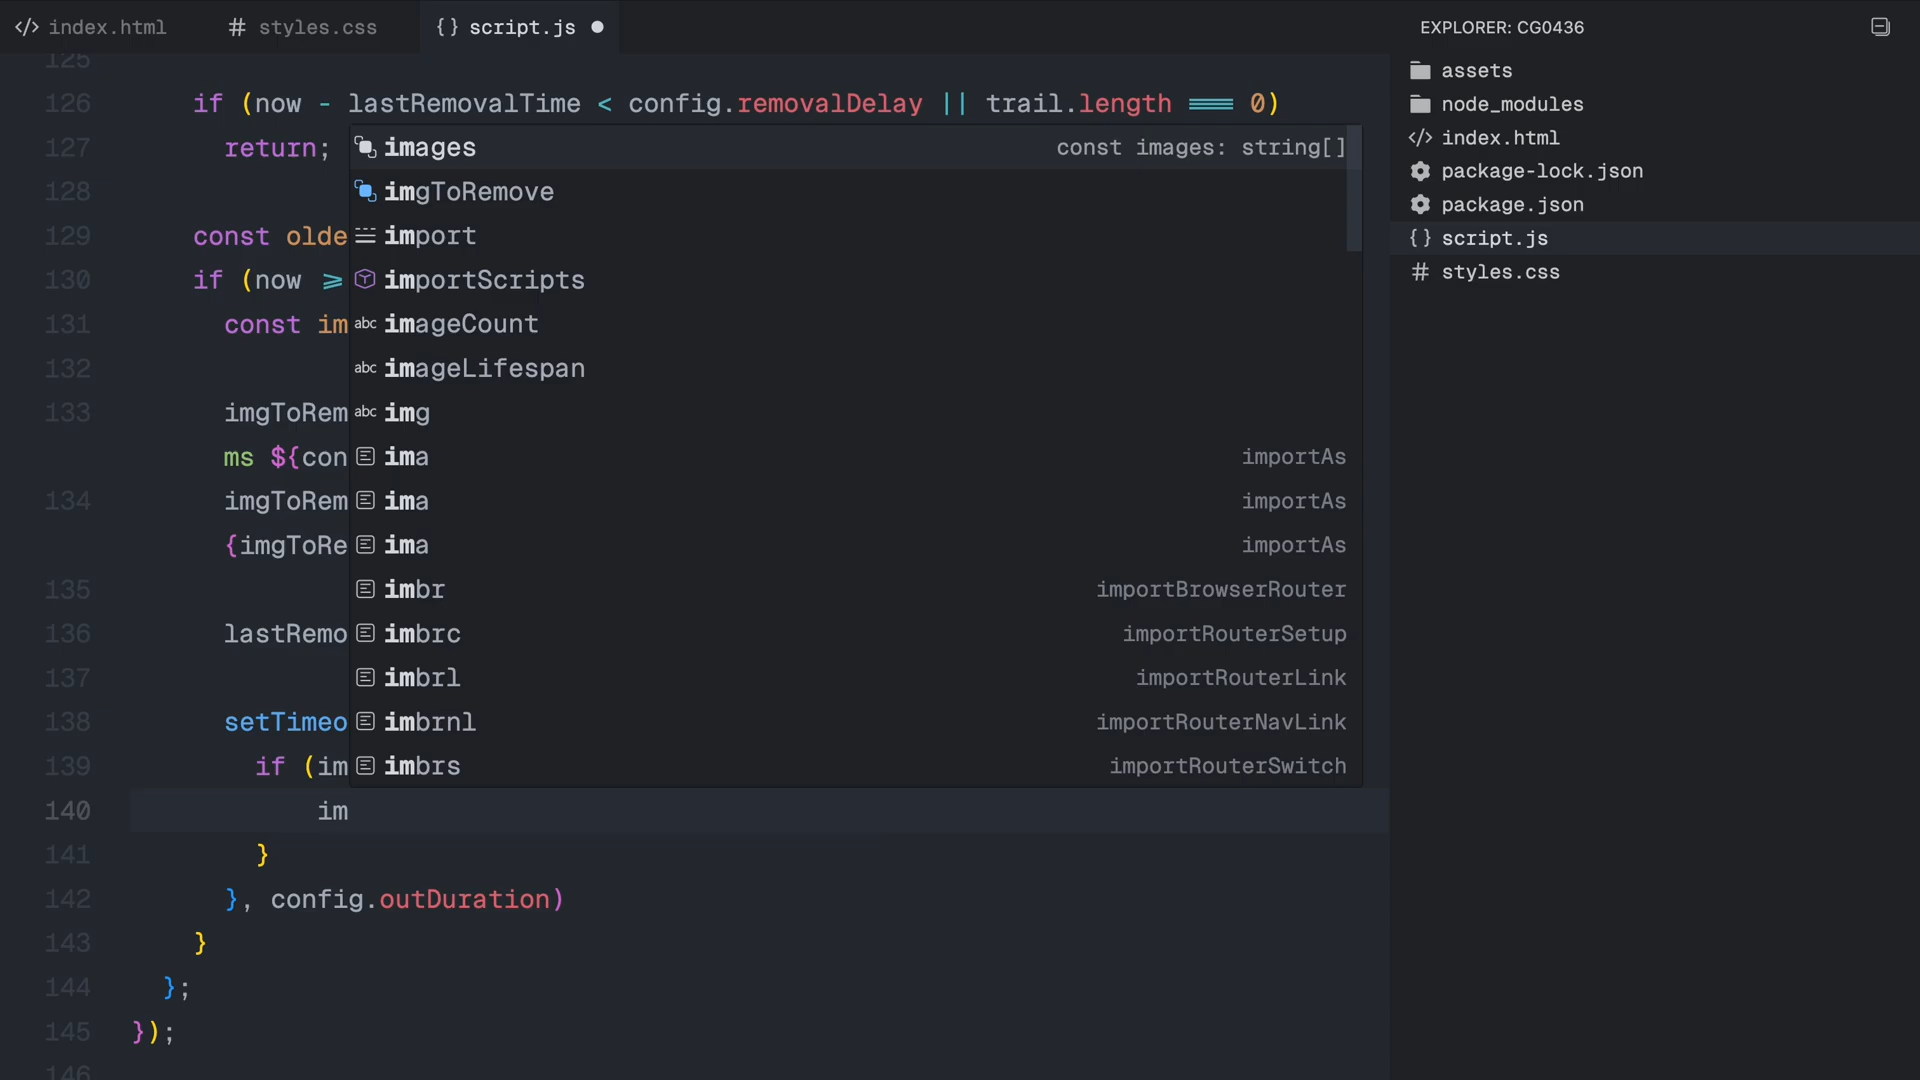 index.html
styles.css
script.js
EXPLORER: CG0436
assets
node_modules
index.html
package-lock.json
package.json
script.js
styles.css
125
126 if (now - lastRemovalTime < config.removalDelay || trail.length === 0)
127 return;
128
129 const olde
130 if (now >=
131 const im
132
133 imgToRem
ms ${con
134 imgToRem
{imgToRe
135
136 lastRemo
137
138 setTimeo
139 if (im
140 im
141 }
142 }, config.outDuration)
143 }
144 };
145 });
146
images const images: string[]
imgToRemove
import
importScripts
abc imageCount
abc imageLifespan
abc img
ima importAs
ima importAs
ima importAs
imbr importBrowserRouter
imbrc importRouterSetup
imbrl importRouterLink
imbrnl importRouterNavLink
imbrs importRouterSwitch